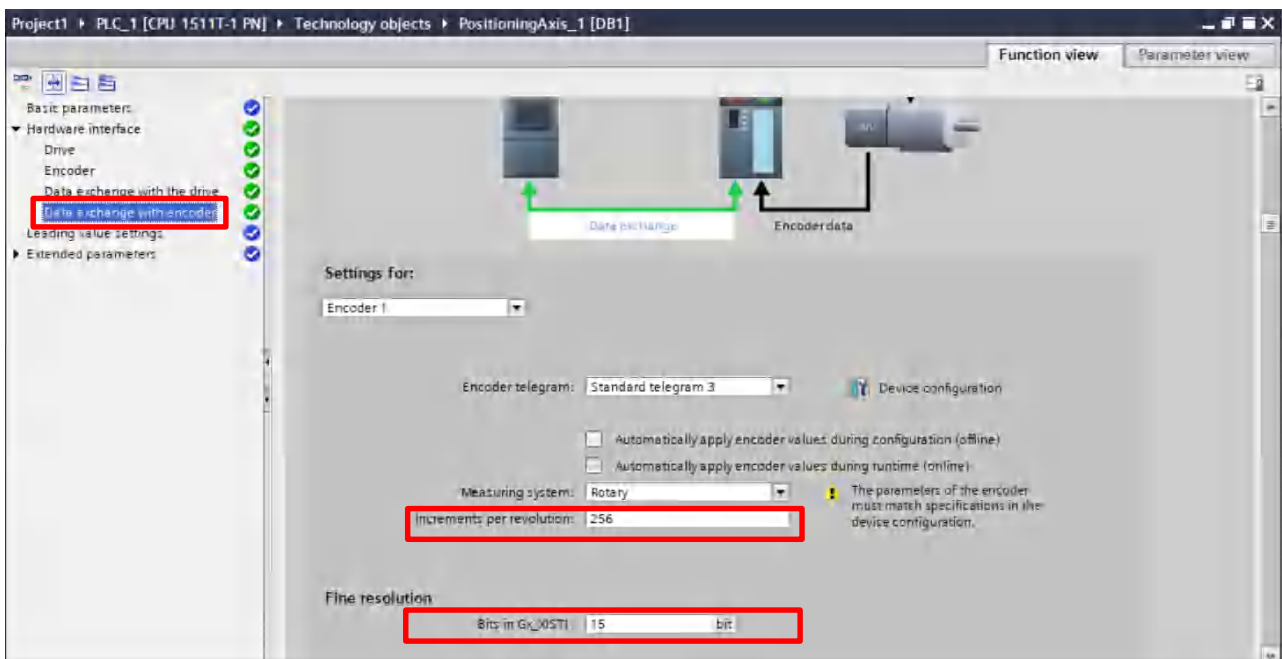 Project1 ▸ PLC_1 [CPU 1511T-1 PN] ▸ Technology objects ▸ PositioningAxis_1 [DB1]
Function view
Parameter view
Basic parameters
Hardware interface
Drive
Encoder
Data exchange with the drive
Data exchange with encoder
Leading value settings
Extended parameters
Data exchange
Encoder data
Settings for:
Encoder 1
Encoder telegram: Standard telegram 3
Device configuration
Automatically apply encoder values during configuration (offline)
Automatically apply encoder values during runtime (online)
Measuring system: Rotary
The parameters of the encoder
must match specifications in the
device configuration.
Increments per revolution: 256
Fine resolution
Bits in Gx_XIST1 15 bit